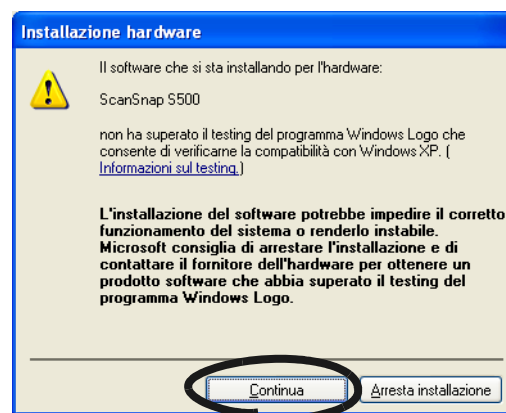 Installazione hardware
Il software che si sta installando per l'hardware:
ScanSnap S500
non ha superato il testing del programma Windows Logo che
consente di verificarne la compatibilità con Windows XP. (
Informazioni sul testing.)
L'installazione del software potrebbe impedire il corretto
funzionamento del sistema o renderlo instabile.
Microsoft consiglia di arrestare l'installazione e di
contattare il fornitore dell'hardware per ottenere un
prodotto software che abbia superato il testing del
programma Windows Logo.
Continua
Arresta installazione